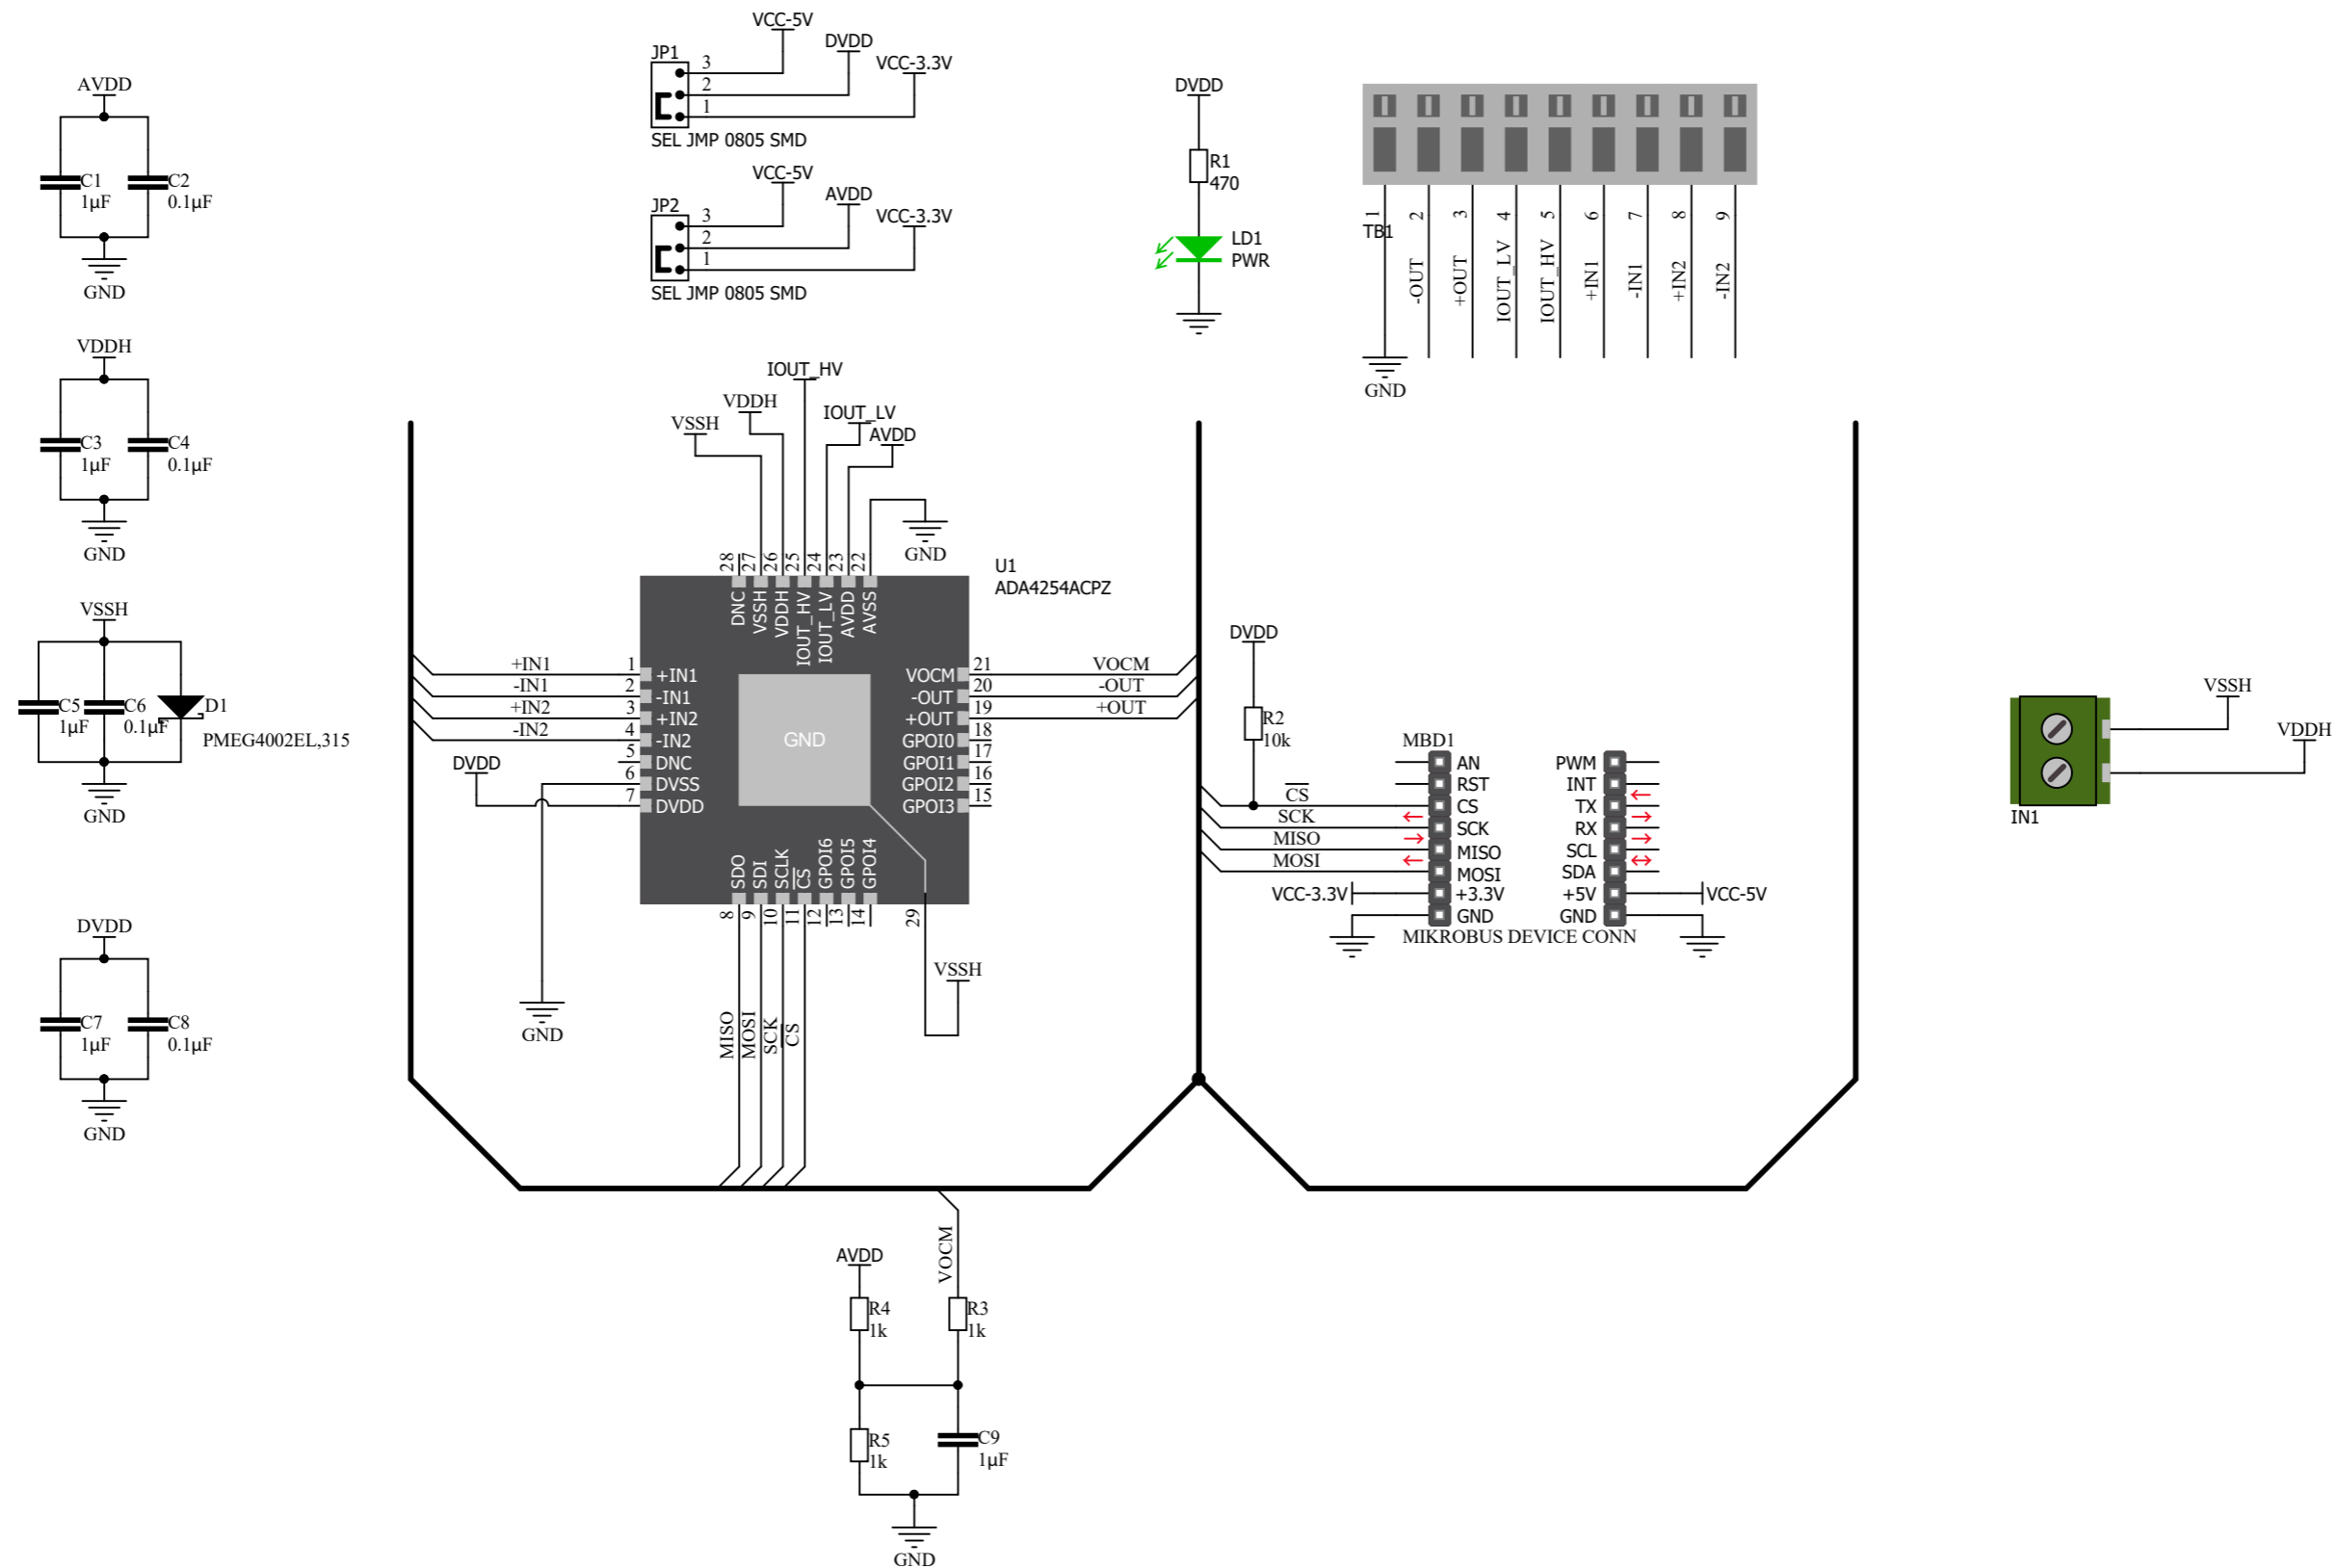 AVDD
C1
1µF
C2
0.1µF
GND
VDDH
C3
1µF
C4
0.1µF
GND
VSSH
C5
1µF
C6
0.1µF
D1
PMEG4002EL,315
GND
DVDD
C7
1µF
C8
0.1µF
GND
JP1
VCC-5V
DVDD
VCC-3.3V
3
2
1
SEL JMP 0805 SMD
JP2
VCC-5V
AVDD
VCC-3.3V
3
2
1
SEL JMP 0805 SMD
DVDD
R1
470
LD1
PWR
1
2
3
4
5
6
7
8
9
TB1
-OUT
+OUT
IOUT_LV
IOUT_HV
+IN1
-IN1
+IN2
-IN2
GND
IOUT_HV
VDDH
VSSH
IOUT_LV
AVDD
GND
28
27
26
25
24
23
22
U1
ADA4254ACPZ
DNC
VSSH
VDDH
IOUT_HV
IOUT_LV
AVDD
AVSS
+IN1 1 +IN1
-IN1 2 -IN1
+IN2 3 +IN2
-IN2 4 -IN2
5 DNC
6 DVSS
DVDD 7 DVDD
GND
VOCM 21 VOCM
-OUT 20 -OUT
+OUT 19 +OUT
GPOI0 18
GPOI1 17
GPOI2 16
GPOI3 15
SDO
SDI
SCLK
CS
GPOI6
GPOI5
GPOI4
8
9
10
11
12
13
14
29
MISO
MOSI
SCK
CS
VSSH
GND
DVDD
R2
10k
MBD1
CS
SCK
MISO
MOSI
VCC-3.3V
AN
RST
CS
SCK
MISO
MOSI
+3.3V
GND
PWM
INT
TX
RX
SCL
SDA
+5V
GND
VCC-5V
MIKROBUS DEVICE CONN
VSSH
VDDH
IN1
VOCM
AVDD
R4
1k
R3
1k
R5
1k
C9
1µF
GND